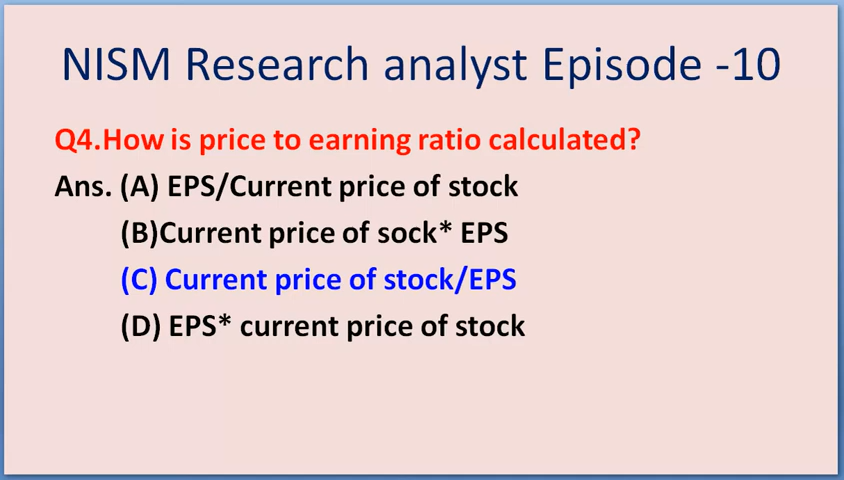 NISM Research analyst Episode -10
Q4.How is price to earning ratio calculated?
Ans. (A) EPS/Current price of stock
(B)Current price of sock* EPS
(C) Current price of stock/EPS
(D) EPS* current price of stock